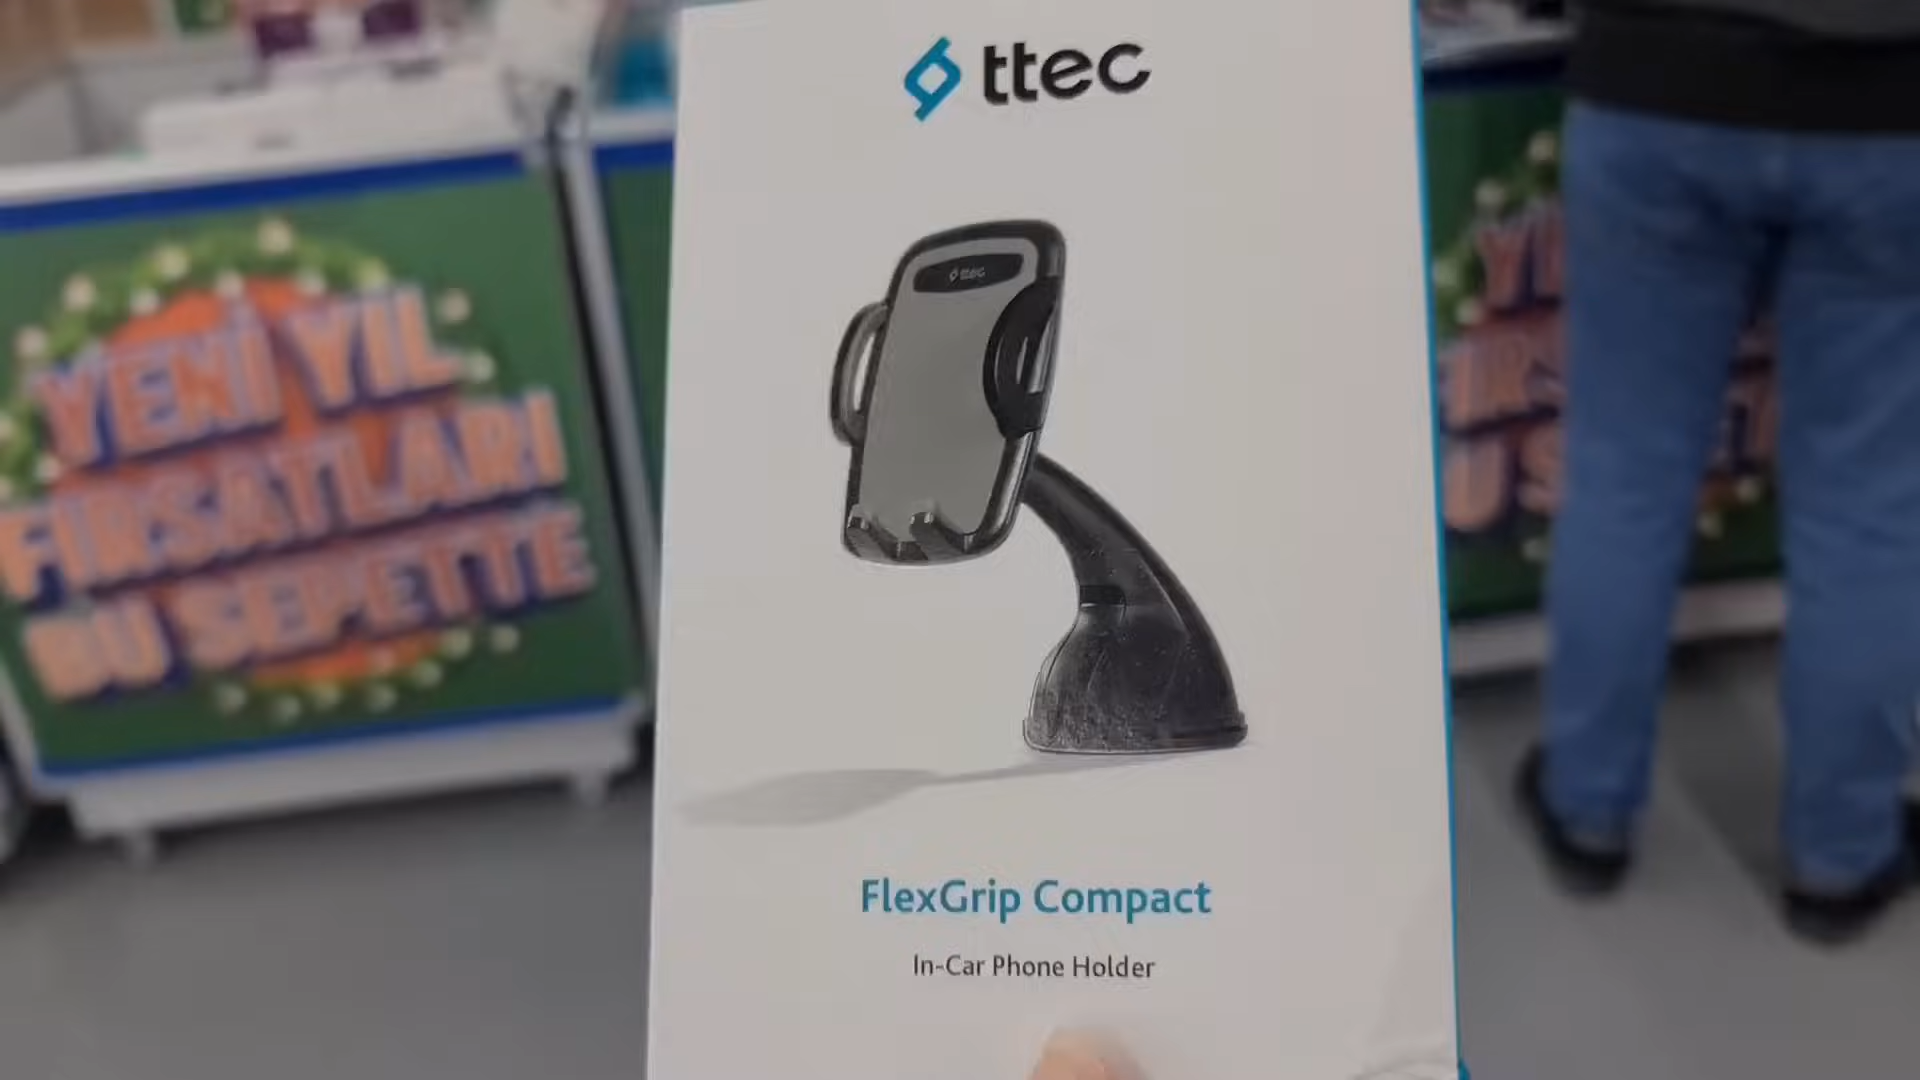 ttec
ttec
FlexGrip Compact
In-Car Phone Holder
YENİ YIL
FIRSATLARI
BU SEPETTE